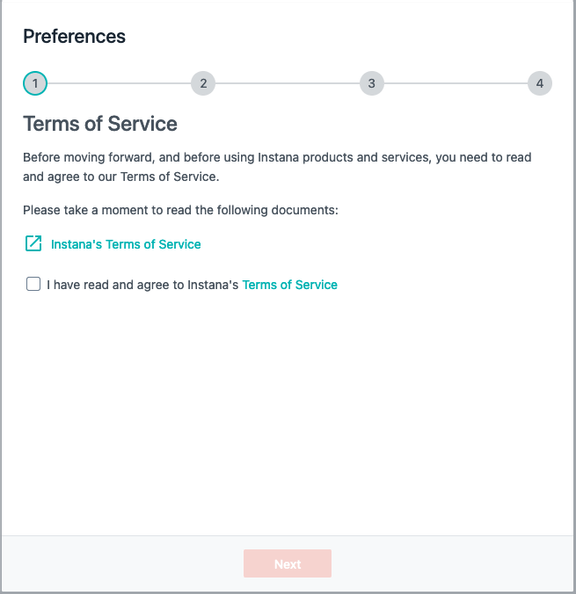 Preferences
1 2 3 4
Terms of Service
Before moving forward, and before using Instana products and services, you need to read
and agree to our Terms of Service.
Please take a moment to read the following documents:
Instana's Terms of Service
I have read and agree to Instana's Terms of Service
Next